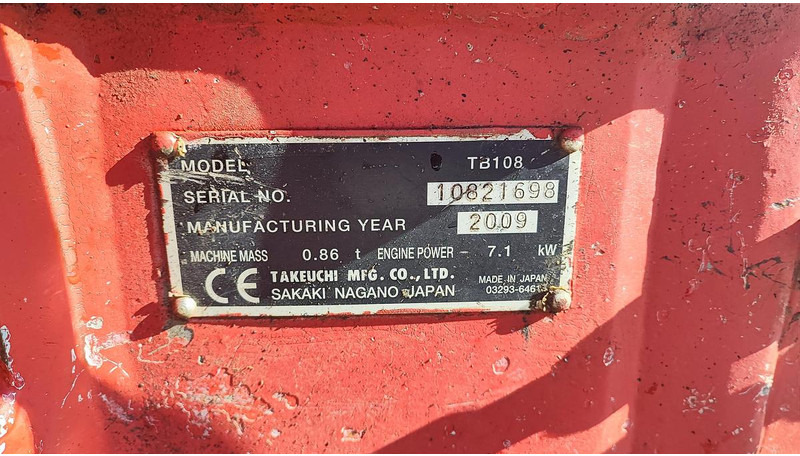 MODEL TB108
SERIAL NO. 10821698
MANUFACTURING YEAR 2009
MACHINE MASS 0.86 t ENGINE POWER 7.1 kW
CE TAKEUCHI MFG. CO., LTD. MADE IN JAPAN
SAKAKI NAGANO JAPAN